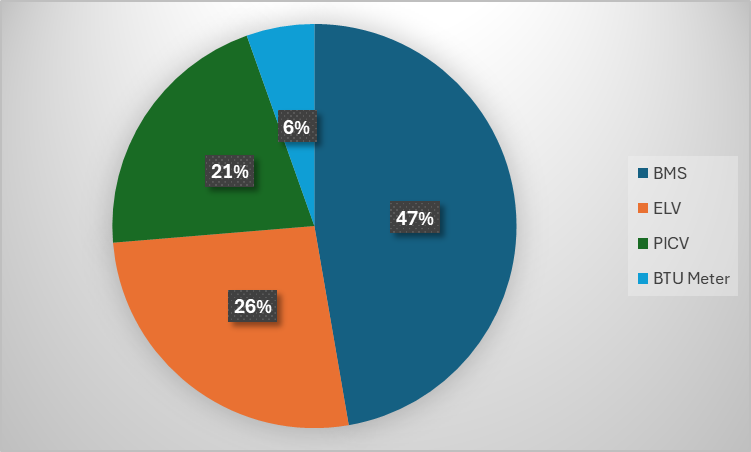 6%
21%
47%
26%
BMS
ELV
PICV
BTU Meter